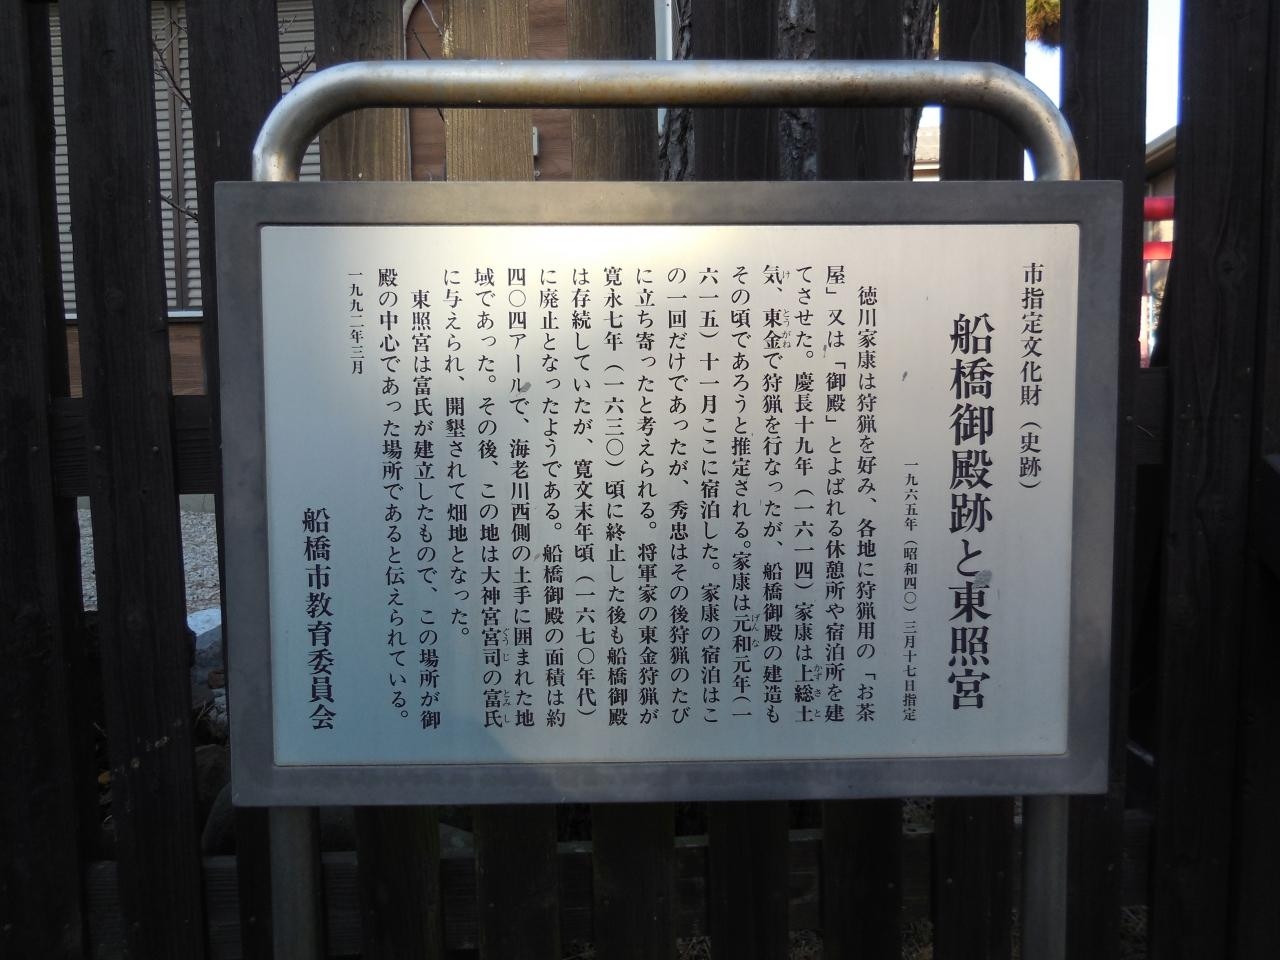 市指定文化財（史跡）
船橋御殿跡と東照宮
一九六五年（昭和四〇）三月十七日指定
徳川家康は狩猟を好み、各地に狩猟用の「お茶
屋」又は「御殿」とよばれる休憩所や宿泊所を建
てさせた。慶長十九年（一六一四）家康は上総土
気、東金で狩猟を行なったが、船橋御殿の建造も
その頃であろうと推定される。家康は元和元年（一
六一五）十一月ここに宿泊した。家康の宿泊はこ
の一回だけであったが、秀忠はその後狩猟のたび
に立ち寄ったと考えられる。将軍家の東金狩猟が
寛永七年（一六三〇）頃に終止した後も船橋御殿
は存続していたが、寛文末年頃（一六七〇年代）
に廃止となったようである。船橋御殿の面積は約
四〇四アールで、海老川西側の土手に囲まれた地
域であった。その後、この地は大神宮宮司の富氏
に与えられ、開墾されて畑地となった。
東照宮は富氏が建立したもので、この場所が御
殿の中心であった場所であると伝えられている。
一九九二年三月
船橋市教育委員会